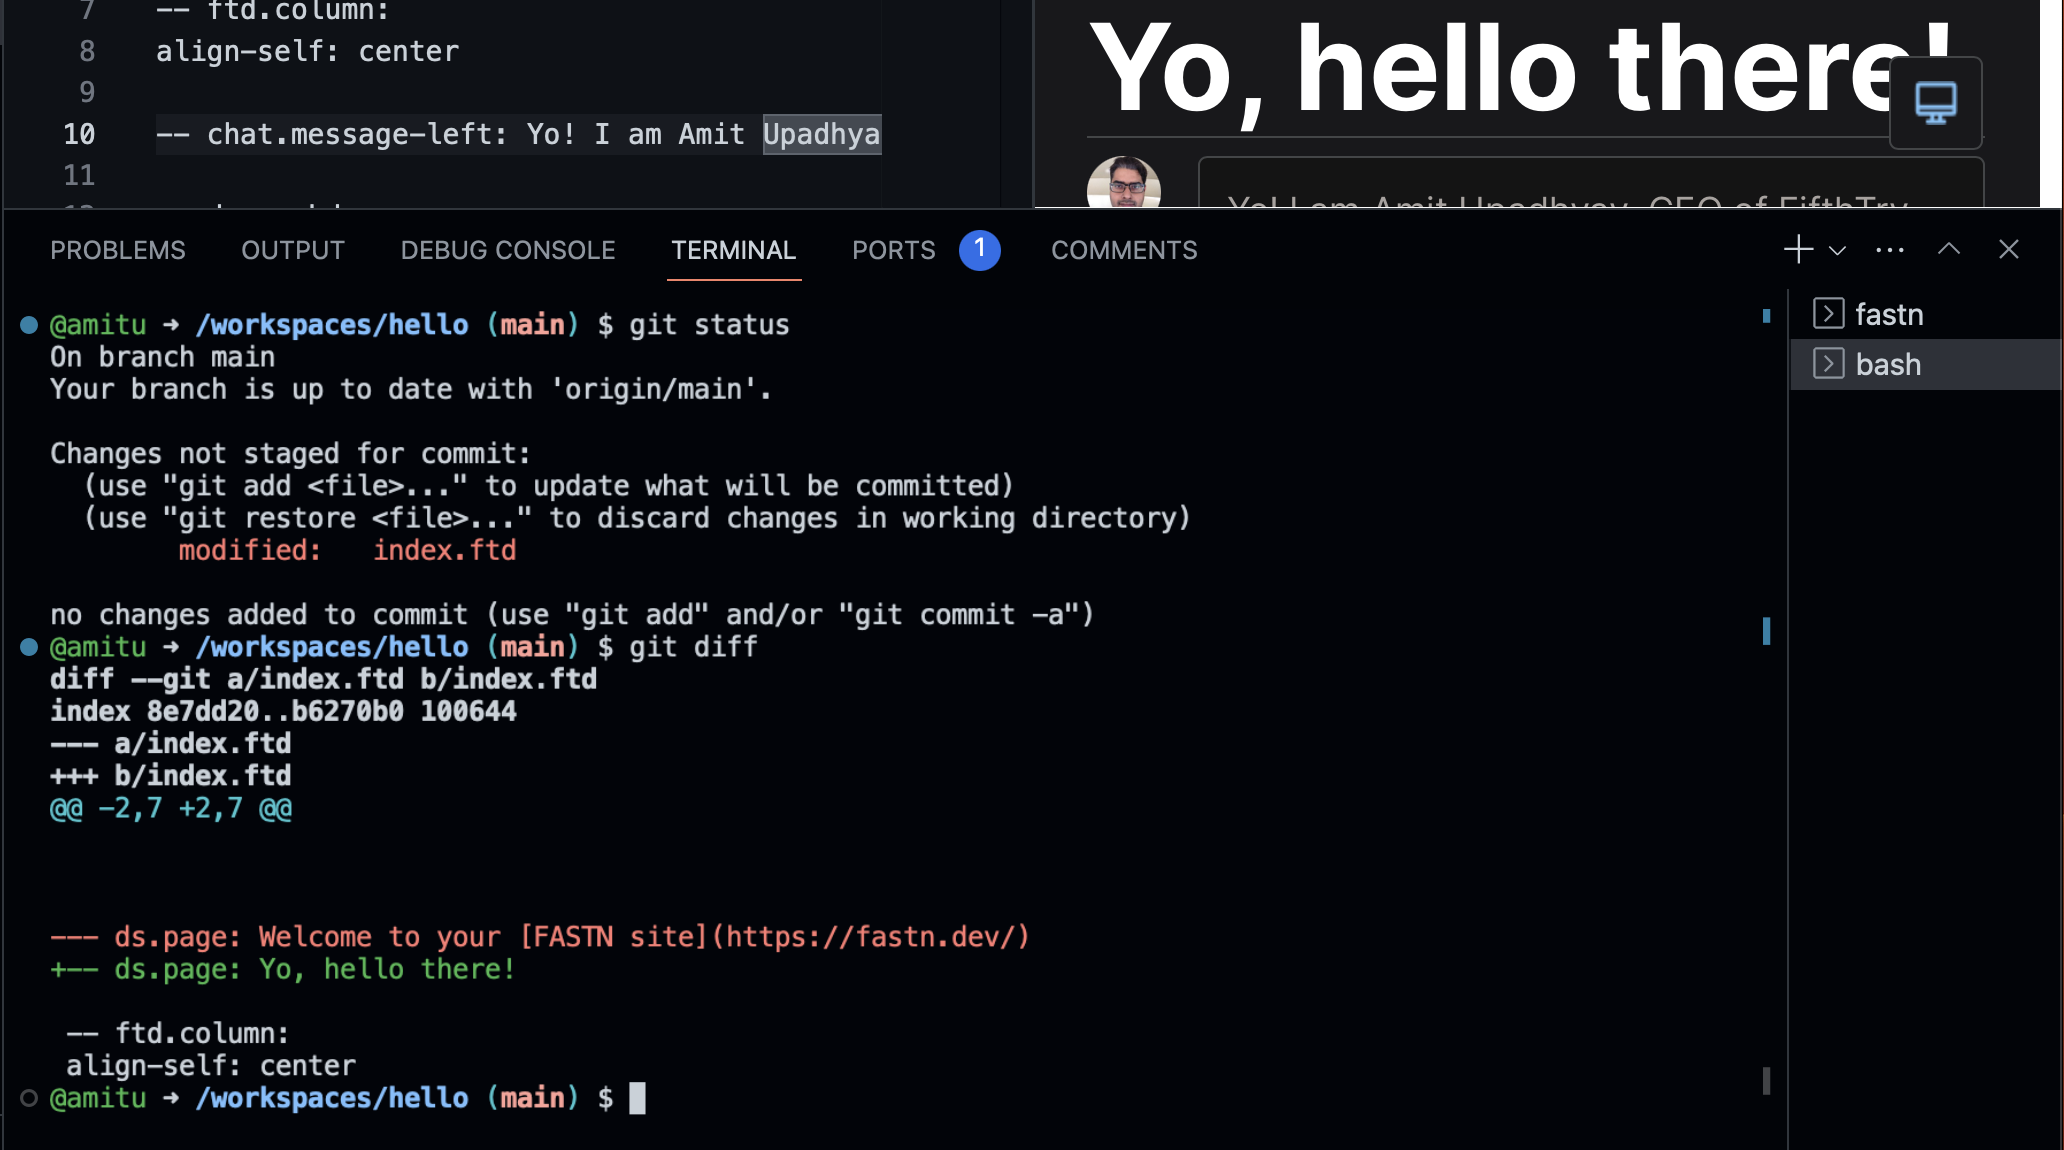 7 -- ftd.column:
8 align-self: center
9
10 -- chat.message-left: Yo! I am Amit Upadhya
11
Yo, hello there!
Yo! I am Amit Upadhyay, CEO of FifthTry
PROBLEMS OUTPUT DEBUG CONSOLE TERMINAL PORTS 1 COMMENTS
fastn
bash
@amitu ➜ /workspaces/hello (main) $ git status
On branch main
Your branch is up to date with 'origin/main'.
Changes not staged for commit:
(use "git add <file>..." to update what will be committed)
(use "git restore <file>..." to discard changes in working directory)
modified: index.ftd
no changes added to commit (use "git add" and/or "git commit -a")
@amitu ➜ /workspaces/hello (main) $ git diff
diff --git a/index.ftd b/index.ftd
index 8e7dd20..b6270b0 100644
--- a/index.ftd
+++ b/index.ftd
@@ -2,7 +2,7 @@
--- ds.page: Welcome to your [FASTN site](https://fastn.dev/)
+-- ds.page: Yo, hello there!
-- ftd.column:
align-self: center
@amitu ➜ /workspaces/hello (main) $